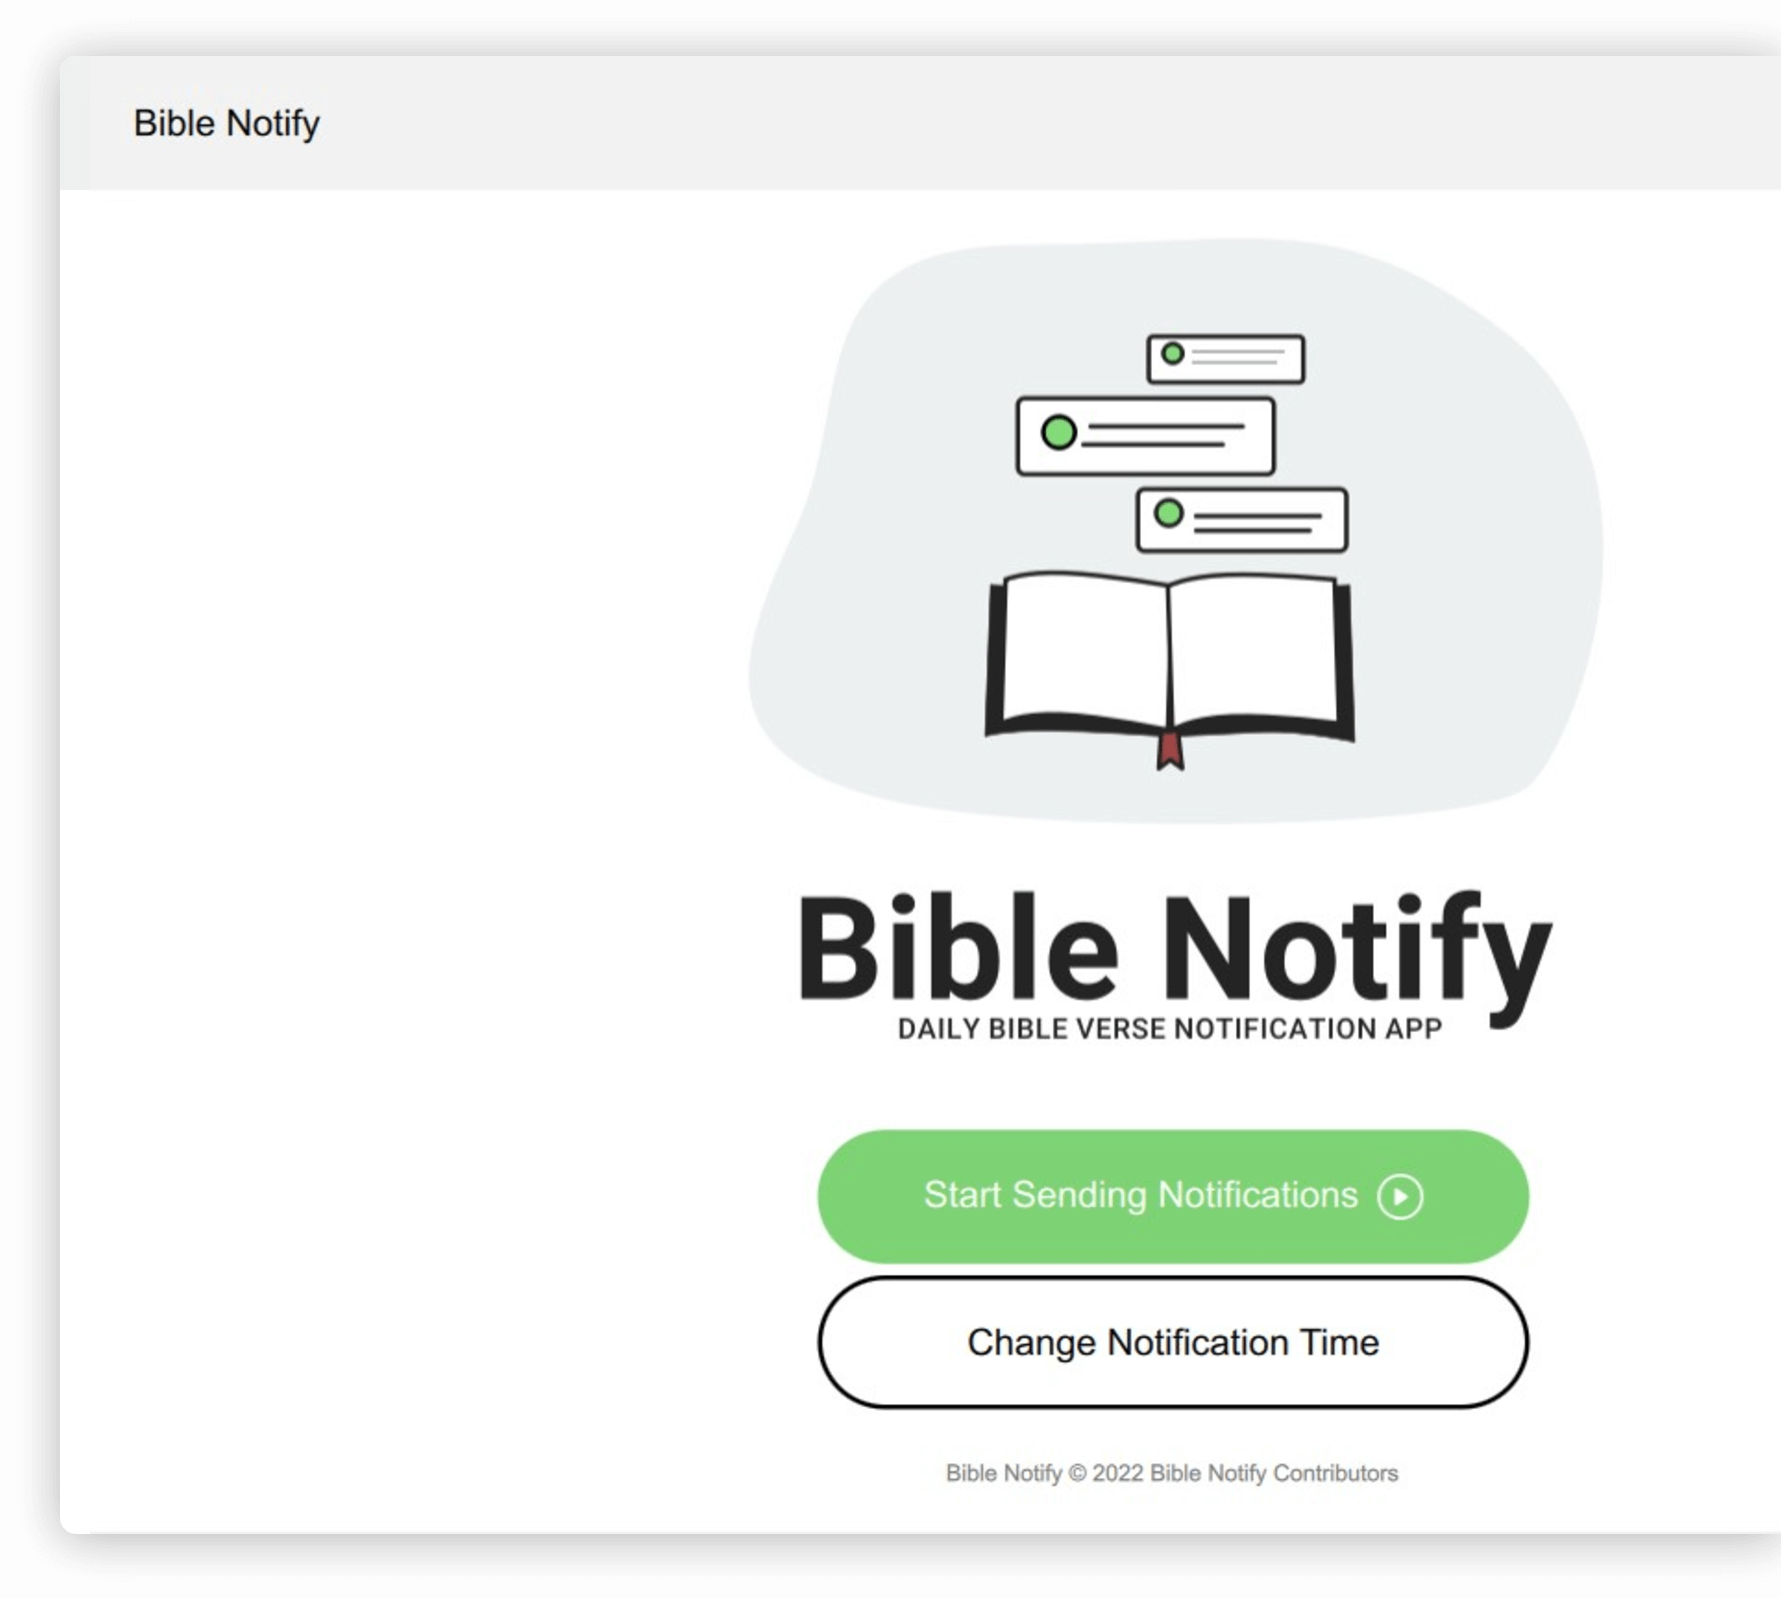 Bible Notify
Bible Notify
DAILY BIBLE VERSE NOTIFICATION APP
Start Sending Notifications
Change Notification Time
Bible Notify © 2022 Bible Notify Contributors